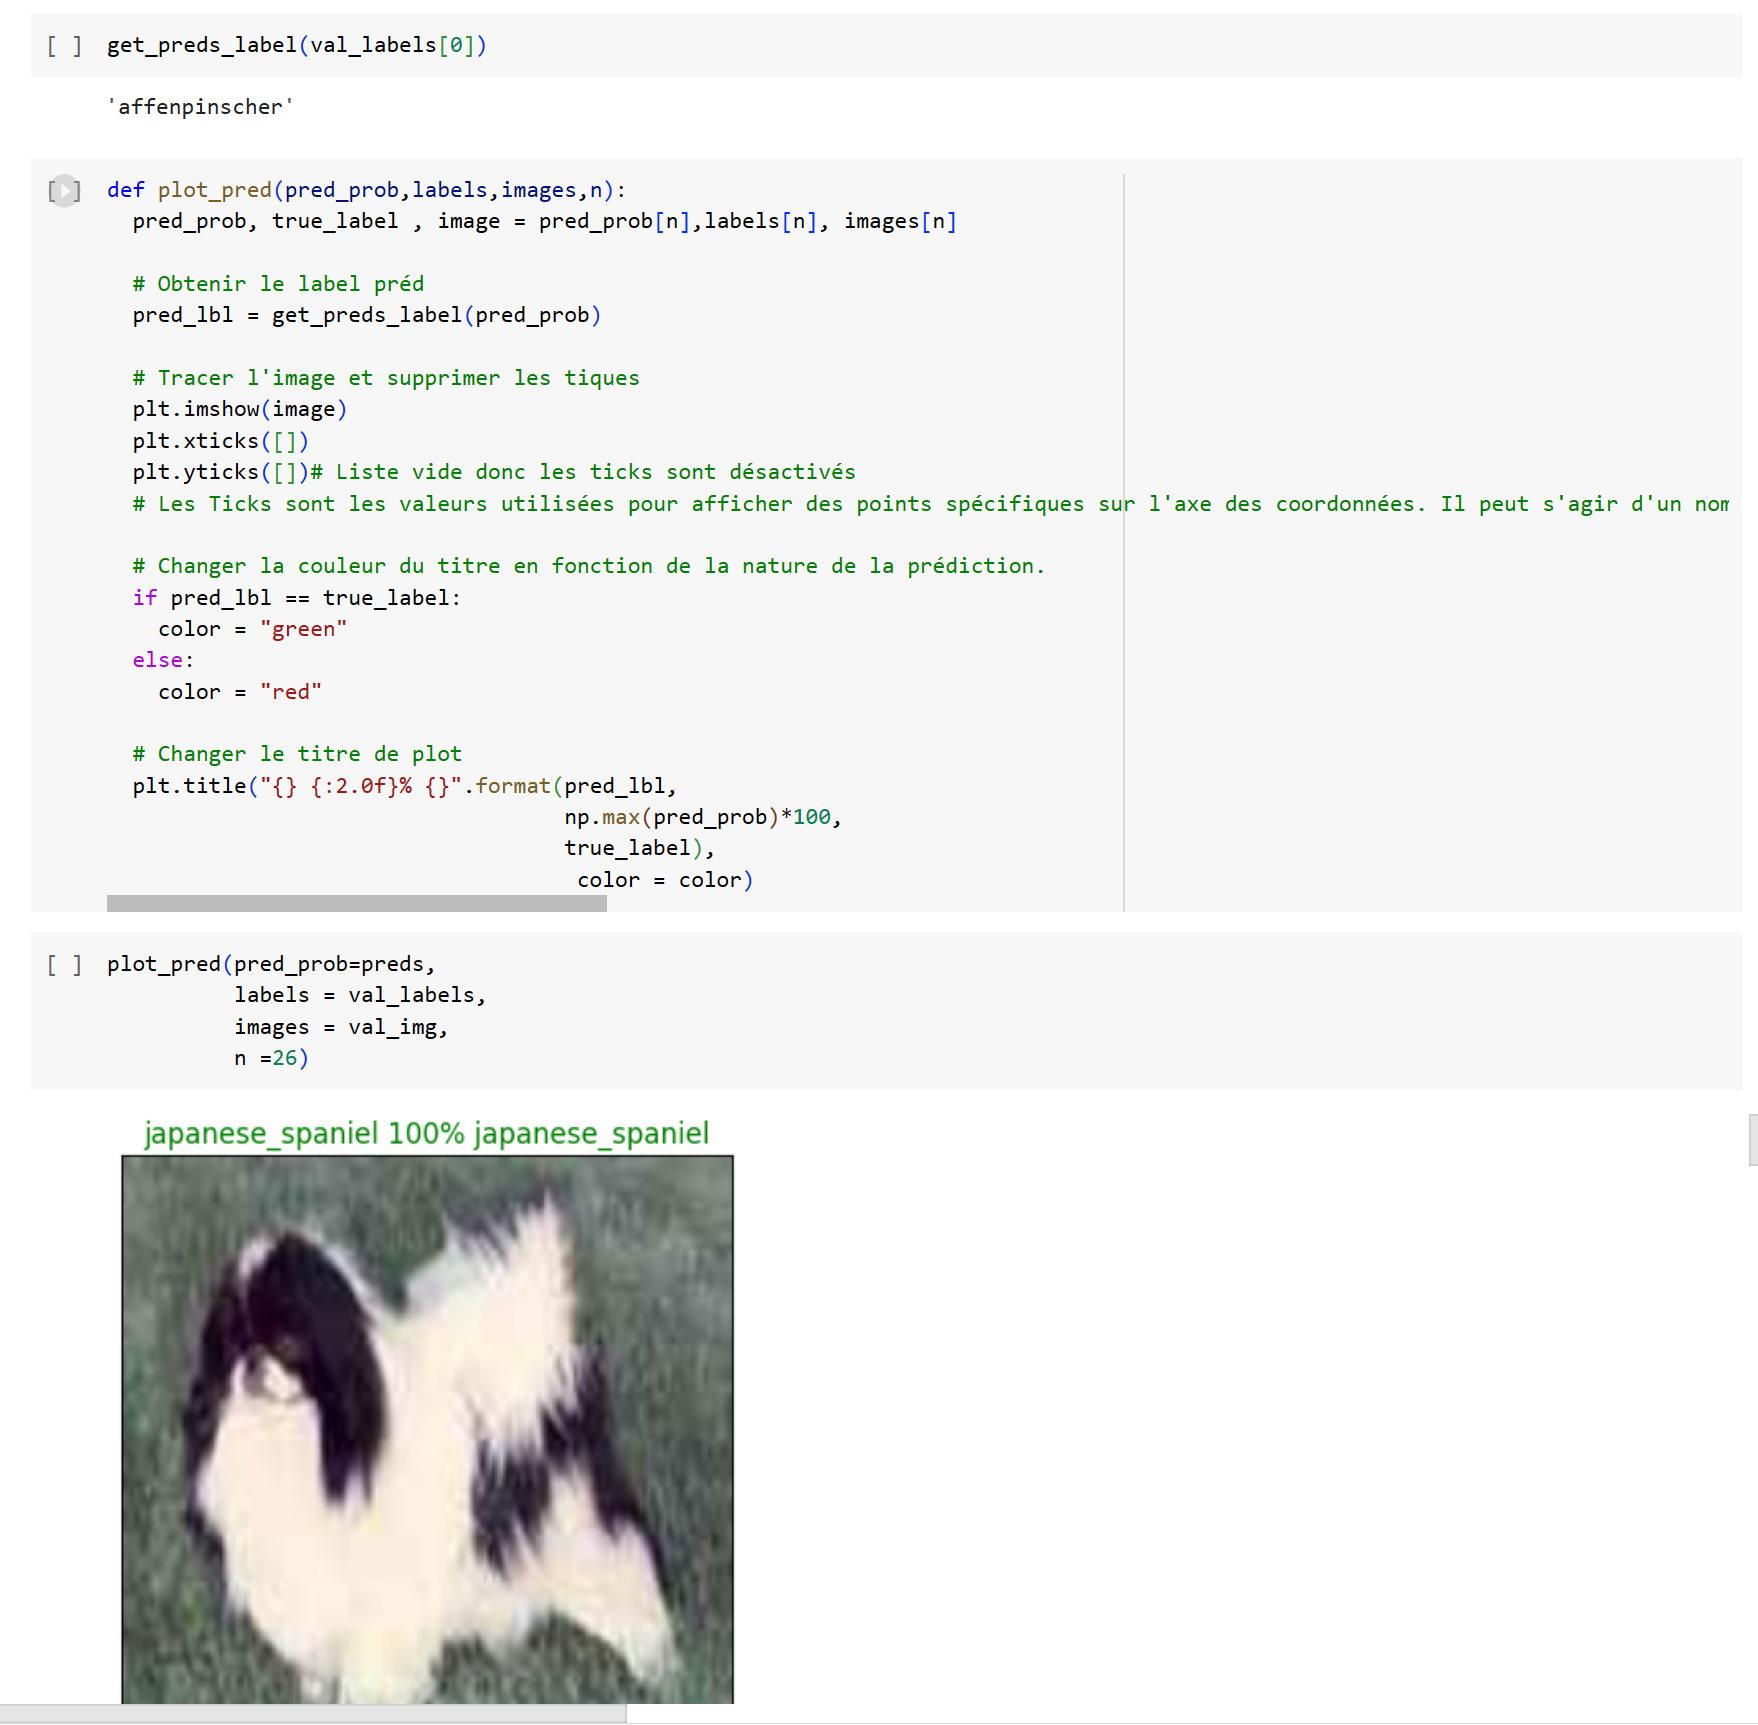 [ ] get_preds_label(val_labels[0])
'affenpinscher'
[ ] def plot_pred(pred_prob,labels,images,n):
pred_prob, true_label , image = pred_prob[n],labels[n], images[n]
# Obtenir le label préd
pred_lbl = get_preds_label(pred_prob)
# Tracer l'image et supprimer les tiques
plt.imshow(image)
plt.xticks([])
plt.yticks([])# Liste vide donc les ticks sont désactivés
# Les Ticks sont les valeurs utilisées pour afficher des points spécifiques sur l'axe des coordonnées. Il peut s'agir d'un nom
# Changer la couleur du titre en fonction de la nature de la prédiction.
if pred_lbl == true_label:
color = "green"
else:
color = "red"
# Changer le titre de plot
plt.title("{} {:2.0f}% {}".format(pred_lbl,
np.max(pred_prob)*100,
true_label),
color = color)
[ ] plot_pred(pred_prob=preds,
labels = val_labels,
images = val_img,
n =26)
japanese_spaniel 100% japanese_spaniel